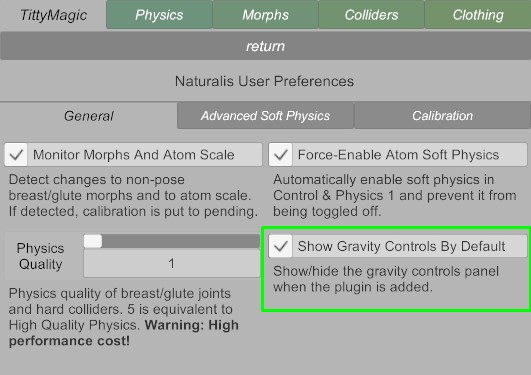 TittyMagic
Physics
Morphs
Colliders
Clothing
return
Naturalis User Preferences
General
Advanced Soft Physics
Calibration
Monitor Morphs And Atom Scale
Detect changes to non-pose
breast/glute morphs and to atom scale.
If detected, calibration is put to pending.
Force-Enable Atom Soft Physics
Automatically enable soft physics in
Control & Physics 1 and prevent it from
being toggled off.
Physics
Quality
1
Physics quality of breast/glute joints
and hard colliders. 5 is equivalent to
High Quality Physics. Warning: High
performance cost!
Show Gravity Controls By Default
Show/hide the gravity controls panel
when the plugin is added.